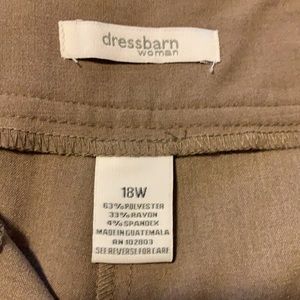 dressbarn
woman
18W
63% POLYESTER
33% RAYON
4% SPANDEX
MADE IN GUATEMALA
RN 102803
SEE REVERSE FOR CARE